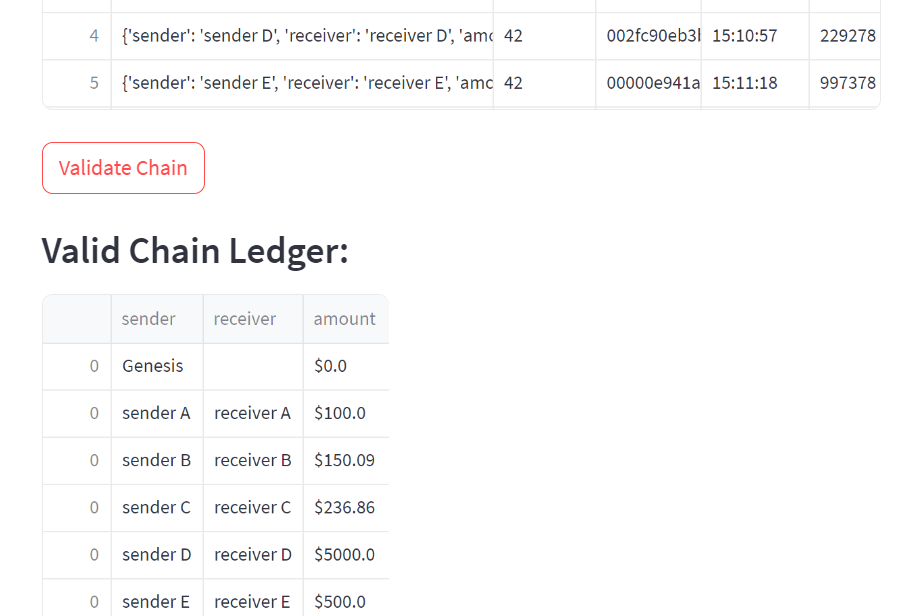 4 {'sender': 'sender D', 'receiver': 'receiver D', 'amo 42 002fc90eb3 15:10:57 229278
5 {'sender': 'sender E', 'receiver': 'receiver E', 'amo 42 00000e941a 15:11:18 997378
Validate Chain
Valid Chain Ledger:
sender receiver amount
0 Genesis $0.0
0 sender A receiver A $100.0
0 sender B receiver B $150.09
0 sender C receiver C $236.86
0 sender D receiver D $5000.0
0 sender E receiver E $500.0